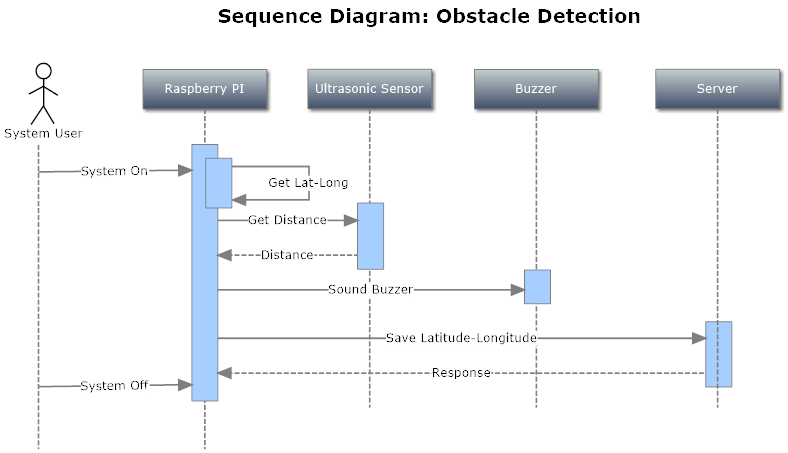 Sequence Diagram: Obstacle Detection
Raspberry PI
Ultrasonic Sensor
Buzzer
Server
System User
System On
Get Lat-Long
Get Distance
Distance
Sound Buzzer
Save Latitude-Longitude
Response
System Off